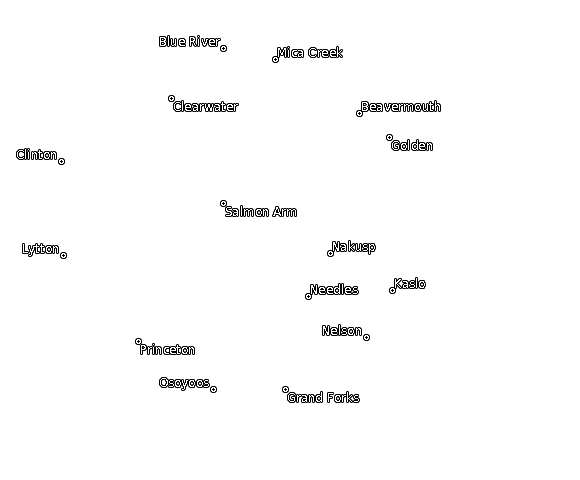 Blue River
Mica Creek
Clearwater
Beavermouth
Golden
Clinton
Salmon Arm
Lytton
Nakusp
Kaslo
Needles
Nelson
Princeton
Osoyoos
Grand Forks